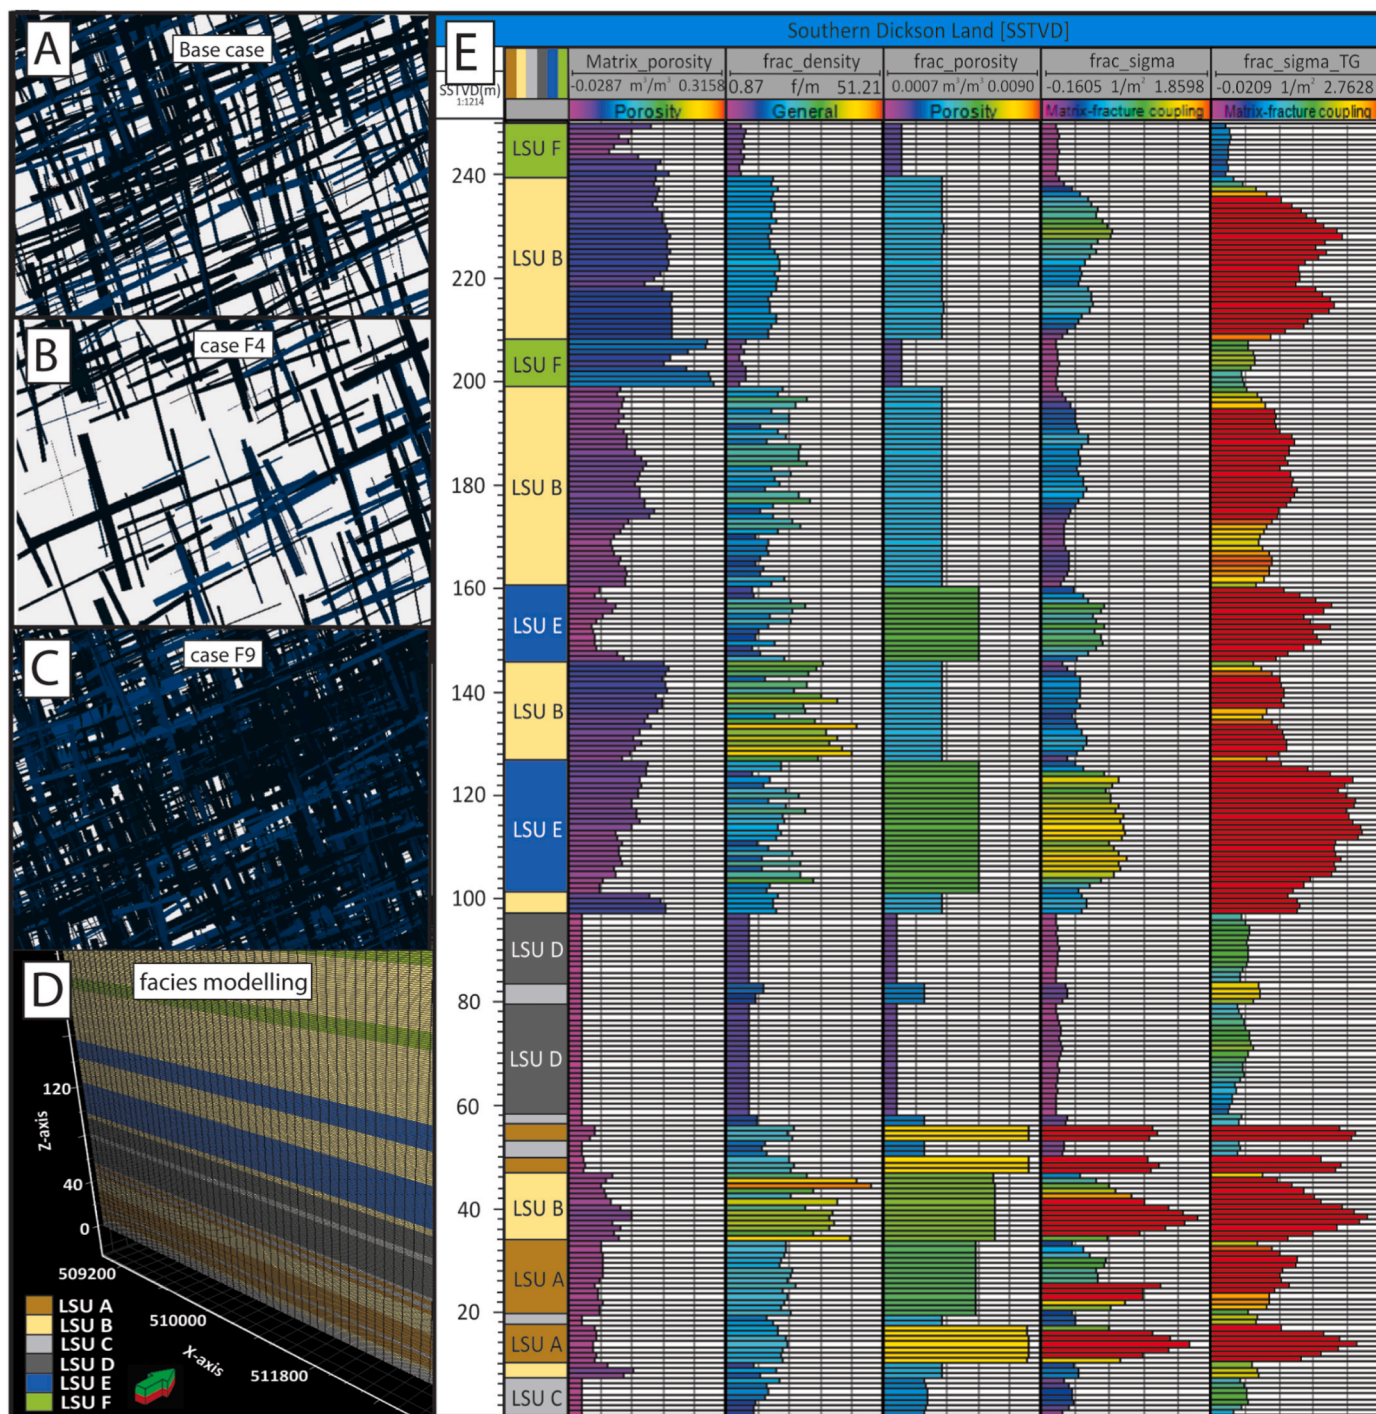 A
Base case
B
case F4
C
case F9
D
facies modelling
120
40
0
Z-axis
509200
510000
511800
X-axis
LSU A
LSU B
LSU C
LSU D
LSU E
LSU F
E
Southern Dickson Land [SSTVD]
SSTVD(m)
1:1214
Matrix_porosity
-0.0287 m³/m³ 0.3158
Porosity
frac_density
0.87 f/m 51.21
General
frac_porosity
0.0007 m³/m³ 0.0090
Porosity
frac_sigma
-0.1605 1/m² 1.8598
Matrix-fracture coupling
frac_sigma_TG
-0.0209 1/m² 2.7628
Matrix-fracture coupling
LSU F
240
LSU B
220
LSU F
200
LSU B
180
160
LSU E
LSU B
140
120
LSU E
100
LSU D
80
LSU D
60
LSU B
40
LSU A
20
LSU A
LSU C